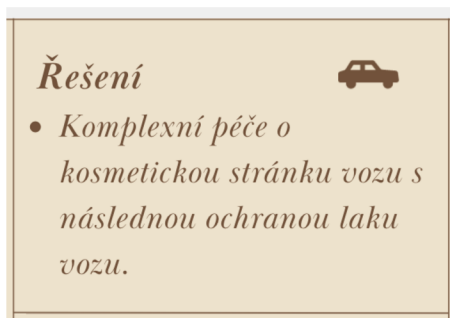 Řešení
• Komplexní péče o
kosmetickou stránku vozu s
následnou ochranou laku
vozu.